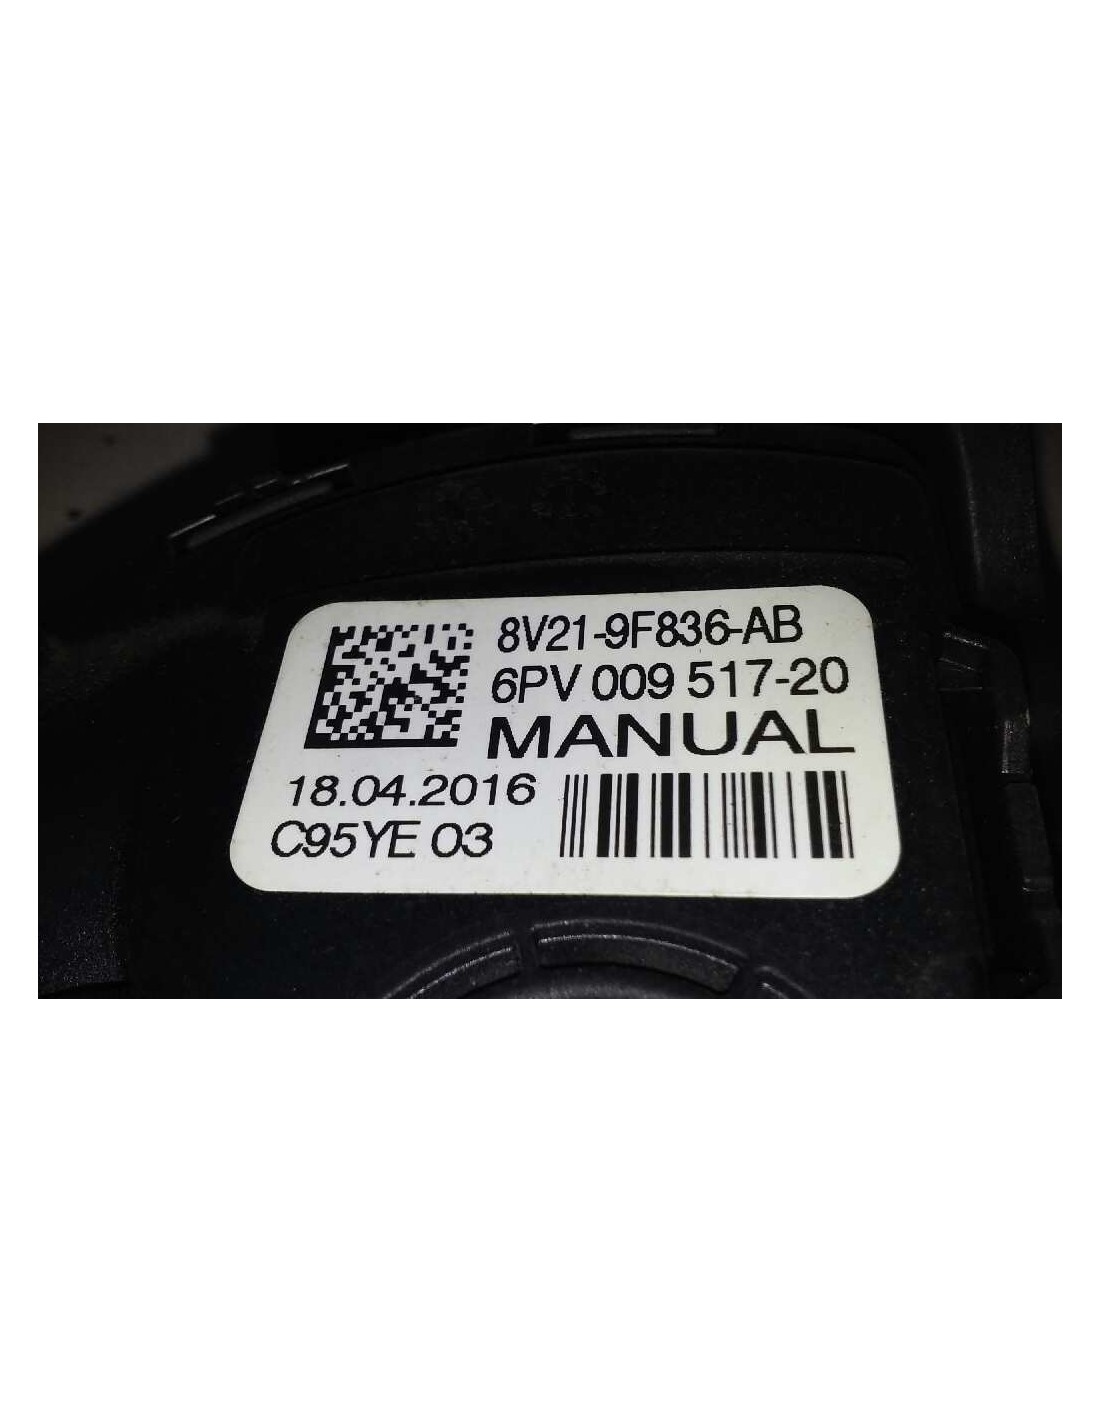 8V21-9F836-AB
6PV 009 517-20
MANUAL
18.04.2016
C95YE 03